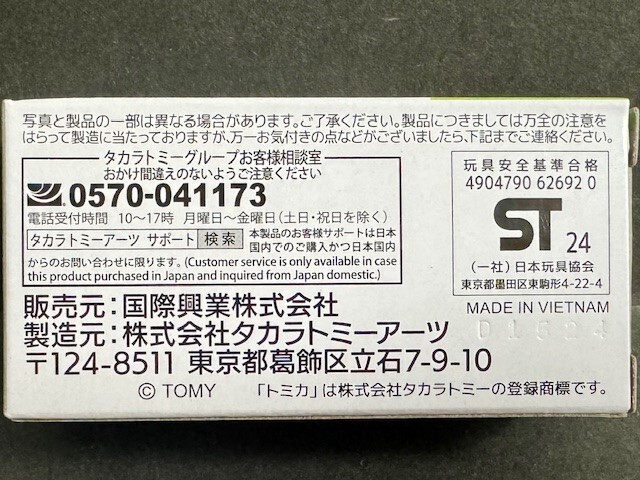 写真と製品の一部は異なる場合があります。ご了承ください。製品につきましては万全の注意を
はらって製造に当たっておりますが、万一お気付きの点などがございましたら、下記までご連絡ください。
タカラトミーグループお客様相談室
おかけ間違えのないようご注意ください
0570-041173
電話受付時間 10～17時 月曜日～金曜日(土・日・祝日を除く)
タカラトミーアーツ サポート 検索 本製品のお客様サポートは日本
国内でのご購入かつ日本国内
からのお問い合わせに限ります。(Customer service is only available in case
this product purchased in Japan and inquired from Japan domestic.)
玩具安全基準合格
4904790 62692 0
ST 24
(一社)日本玩具協会
東京都墨田区東駒形4-22-4
販売元:国際興業株式会社
製造元:株式会社タカラトミーアーツ
〒124-8511 東京都葛飾区立石7-9-10
MADE IN VIETNAM
D1624
© TOMY 「トミカ」は株式会社タカラトミーの登録商標です。